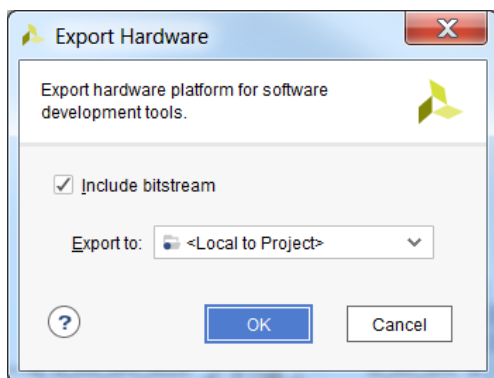 Export Hardware
X
Export hardware platform for software
development tools.
Include bitstream
Export to: <Local to Project>
? OK Cancel